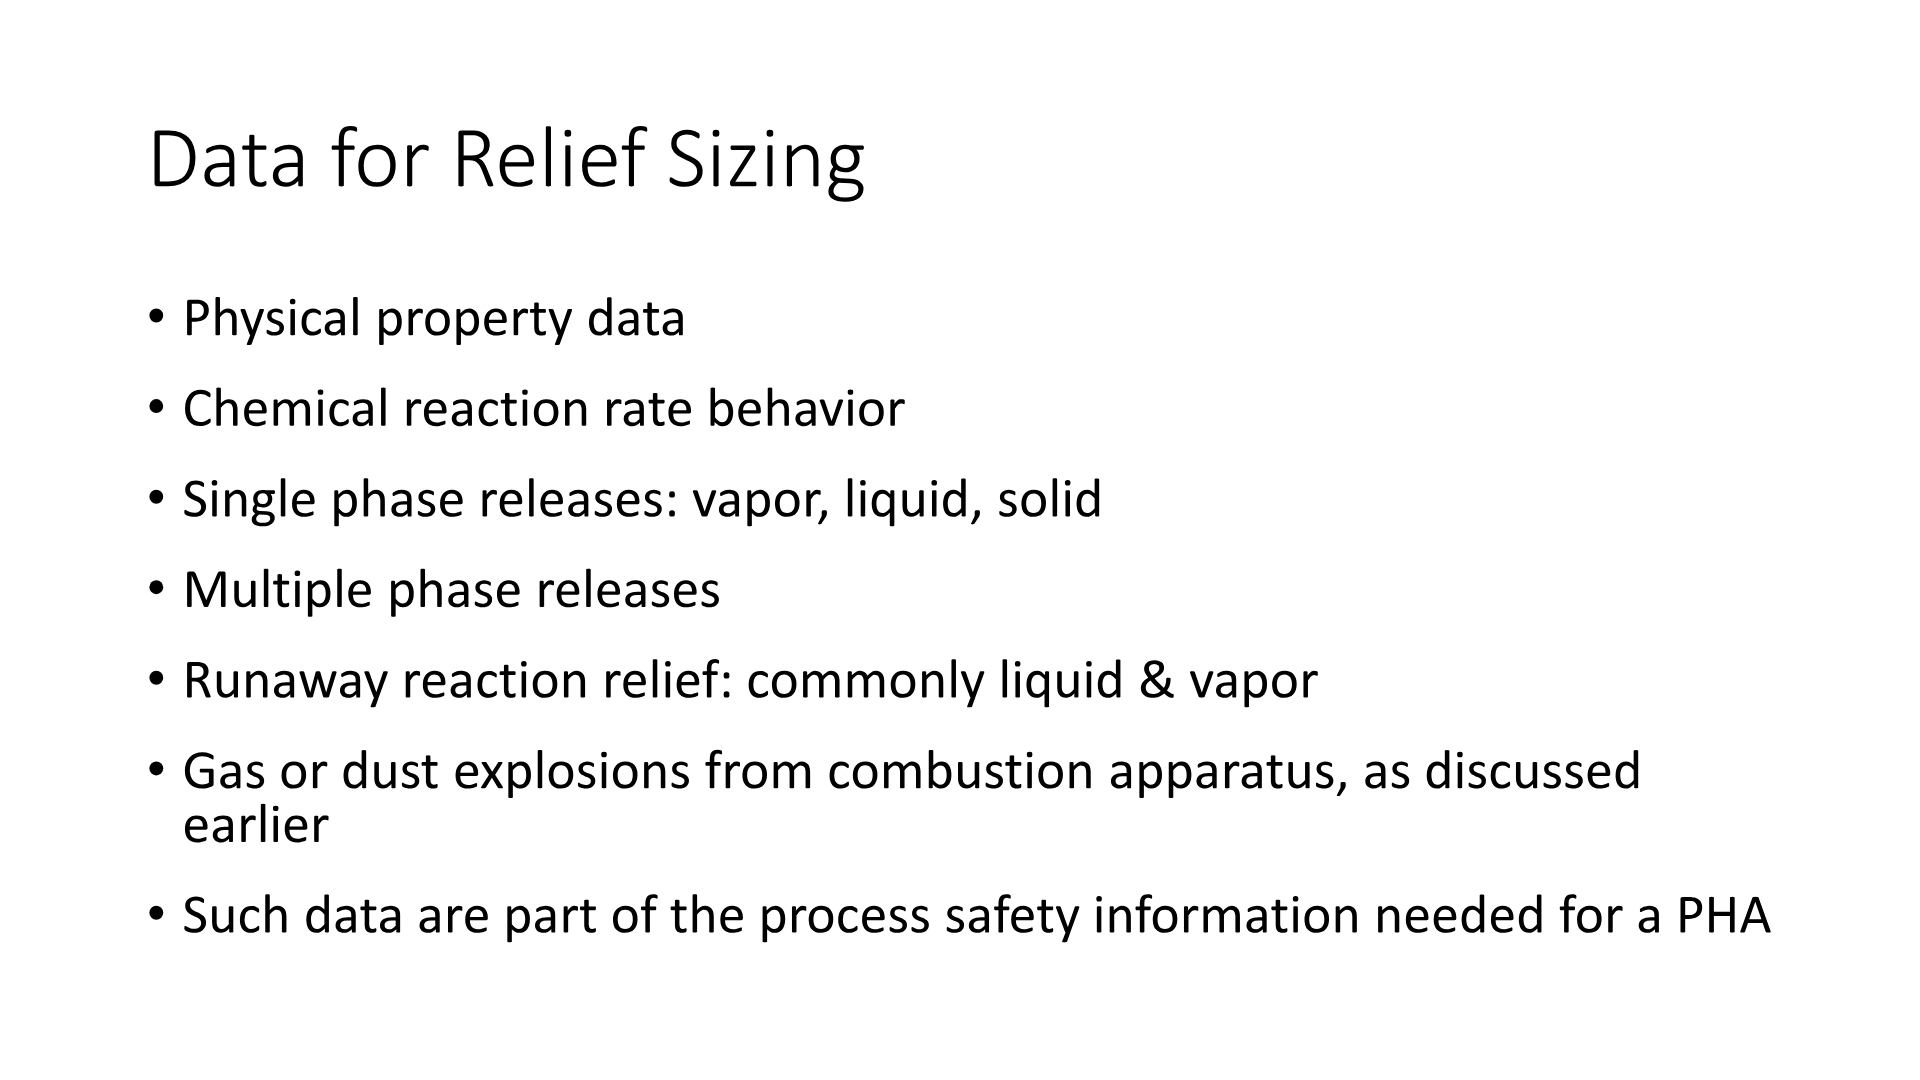 Data for Relief Sizing
• Physical property data
• Chemical reaction rate behavior
• Single phase releases: vapor, liquid, solid
• Multiple phase releases
• Runaway reaction relief: commonly liquid & vapor
• Gas or dust explosions from combustion apparatus, as discussed
earlier
• Such data are part of the process safety information needed for a PHA